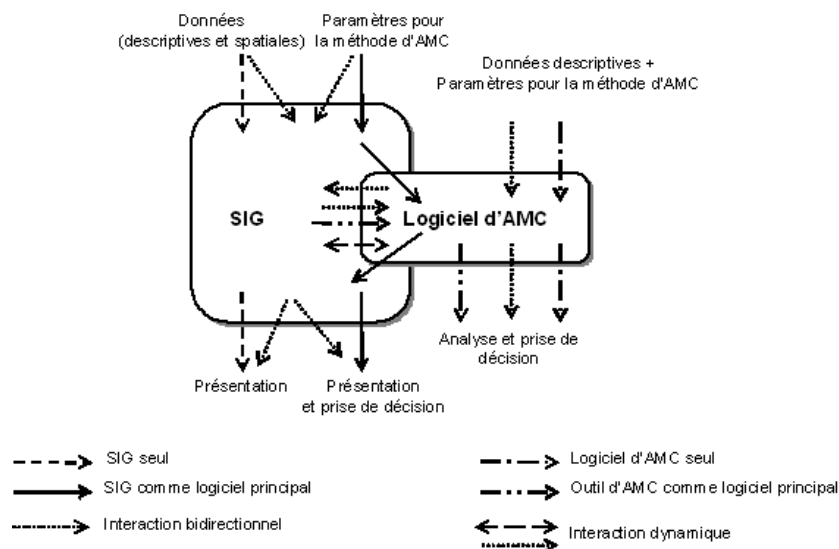 Données
(descriptives et spatiales)
Paramètres pour
la méthode d'AMC
Données descriptives +
Paramètres pour la méthode d'AMC
SIG
Logiciel d'AMC
Analyse et prise de
décision
Présentation
Présentation
et prise de décision
SIG seul
SIG comme logiciel principal
Interaction bidirectionnel
Logiciel d'AMC seul
Outil d'AMC comme logiciel principal
Interaction dynamique